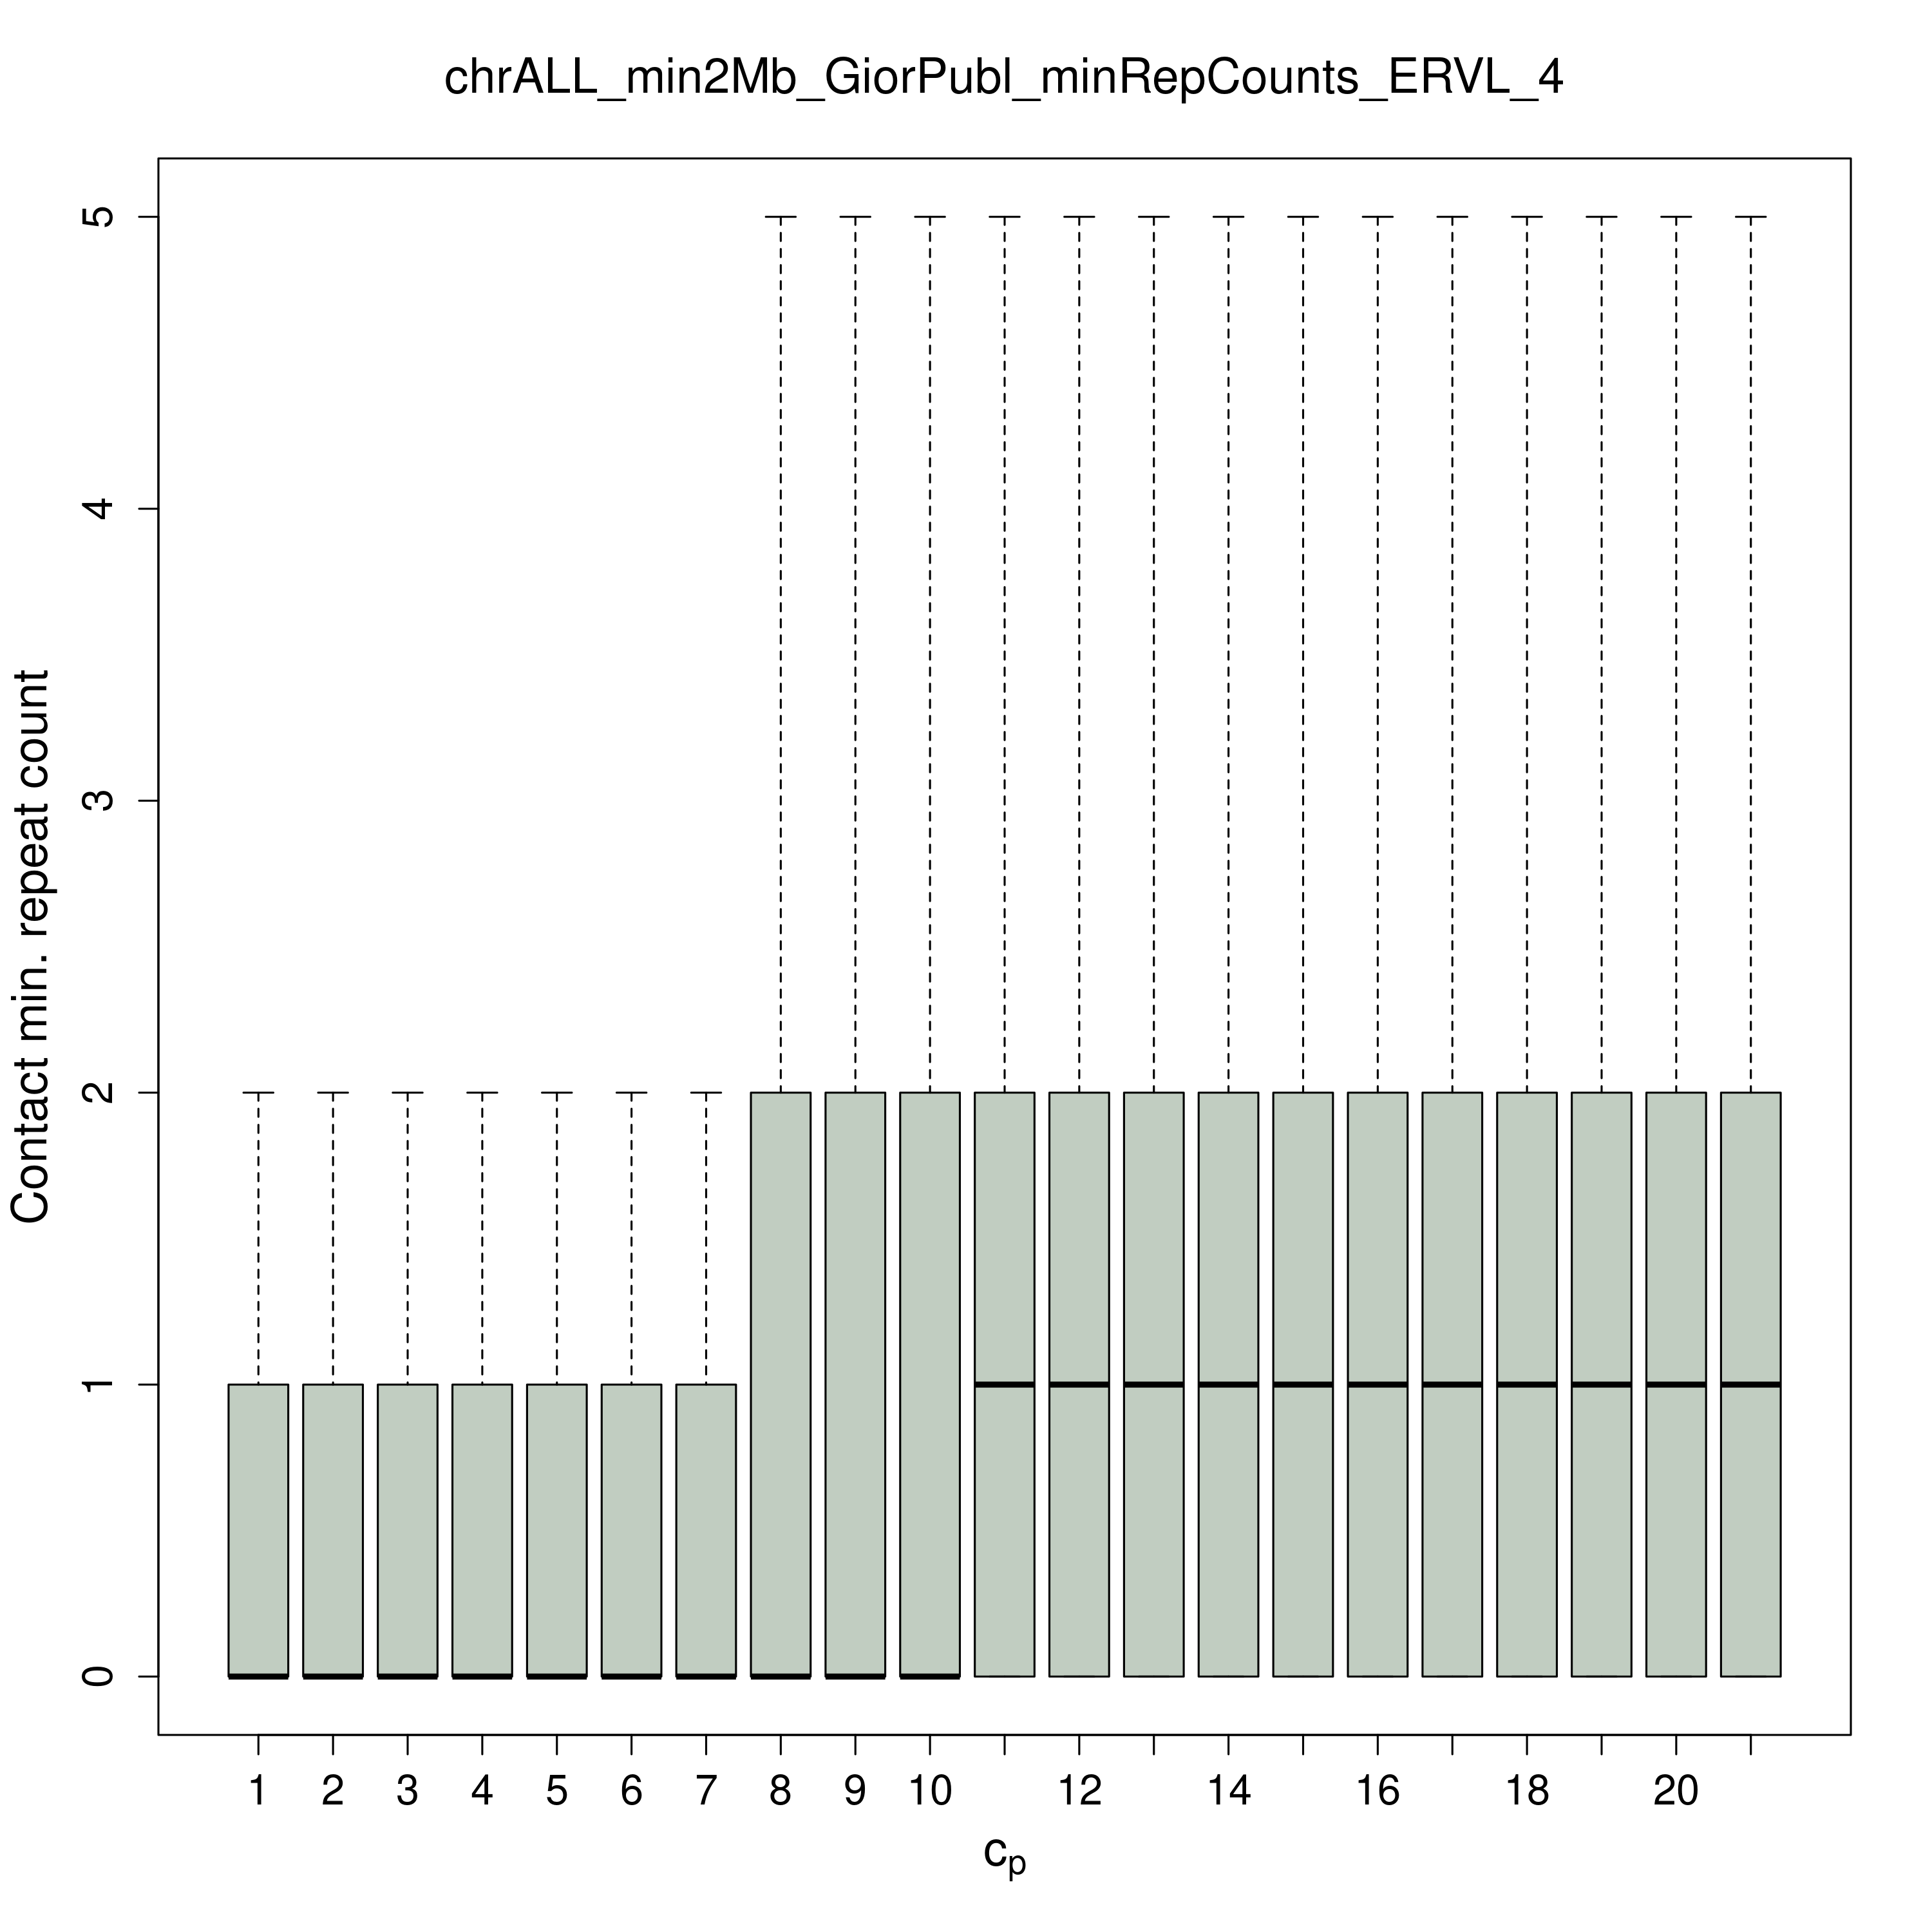 chrALL_min2Mb_GiorPubl_minRepCounts_ERVL_4
Contact min. repeat count
5
4
3
2
1
0
1 2 3 4 5 6 7 8 9 10 12 14 16 18 20
cp